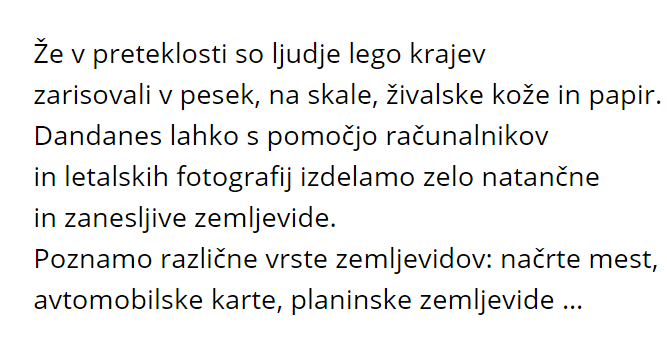 Že v preteklosti so ljudje lego krajev
zarisovali v pesek, na skale, živalske kože in papir.
Dandanes lahko s pomočjo računalnikov
in letalskih fotografij izdelamo zelo natančne
in zanesljive zemljevide.
Poznamo različne vrste zemljevidov: načrte mest,
avtomobilske karte, planinske zemljevide ...